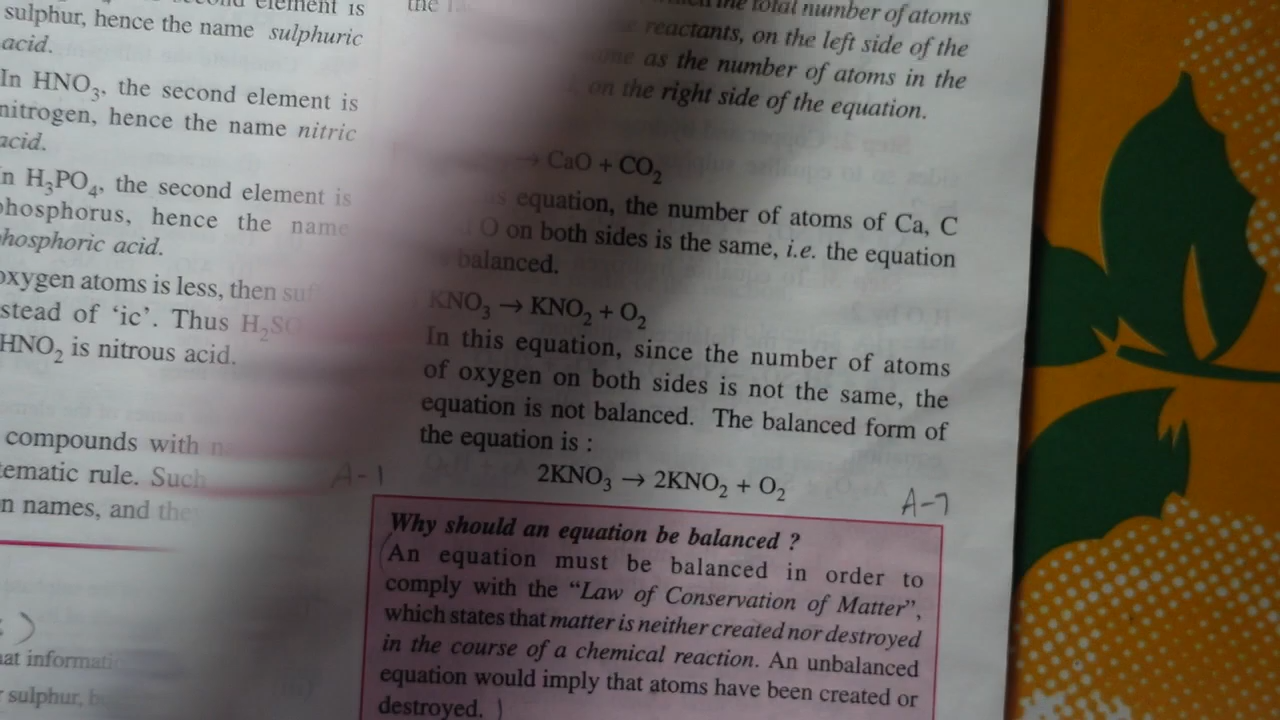 second element is
sulphur, hence the name sulphuric
acid.
In HNO₃, the second element is
nitrogen, hence the name nitric
acid.
In H₃PO₄, the second element is
phosphorus, hence the name
phosphoric acid.
oxygen atoms is less, then
stead of ‘ic’. Thus
HNO₂ is nitrous acid.
compounds with
tematic rule. Such
n names, and
at informati
sulphur,
the
the total number of atoms
reactants, on the left side of the
as the number of atoms in the
on the right side of the equation.
→ CaO + CO₂
equation, the number of atoms of Ca, C
O on both sides is the same, i.e. the equation
balanced.
KNO₃ → KNO₂ + O₂
In this equation, since the number of atoms
of oxygen on both sides is not the same, the
equation is not balanced. The balanced form of
the equation is :
A-1
2KNO₃ → 2KNO₂ + O₂
A-7
Why should an equation be balanced ?
An equation must be balanced in order to
comply with the “Law of Conservation of Matter”,
which states that matter is neither created nor destroyed
in the course of a chemical reaction. An unbalanced
equation would imply that atoms have been created or
destroyed.